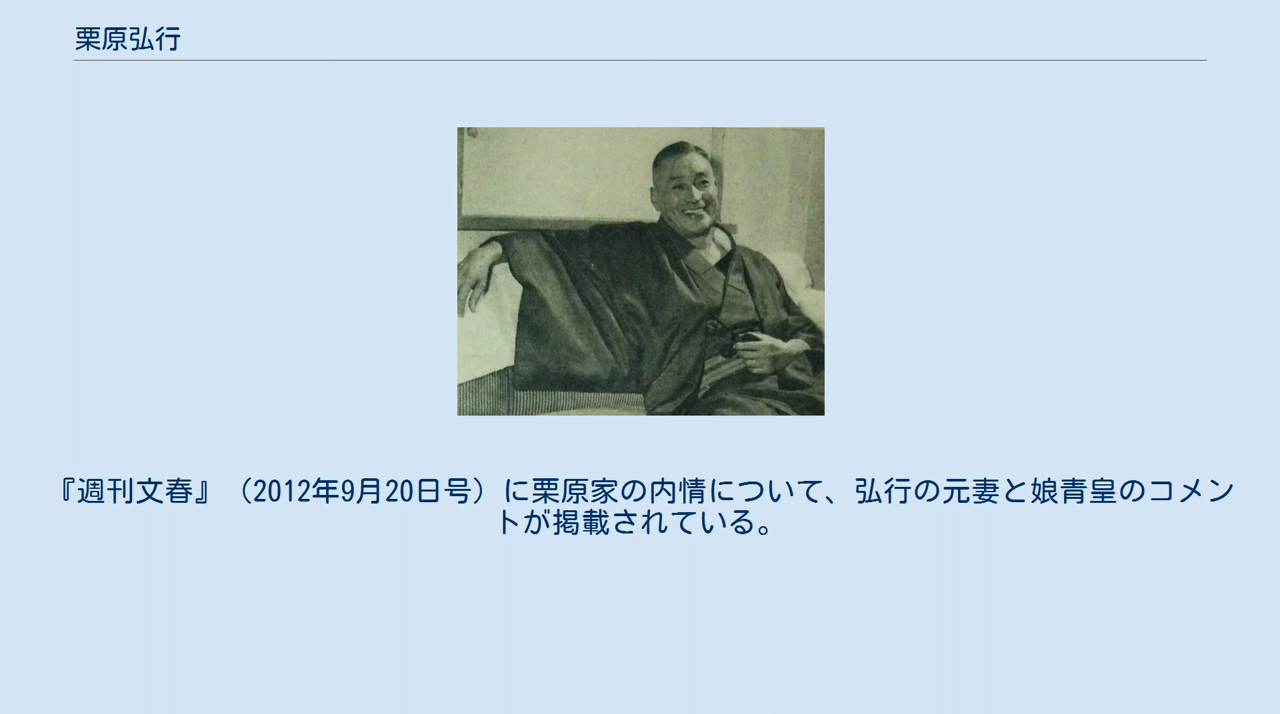 栗原弘行
『週刊文春』（2012年9月20日号）に栗原家の内情について、弘行の元妻と娘青皇のコメン
トが掲載されている。